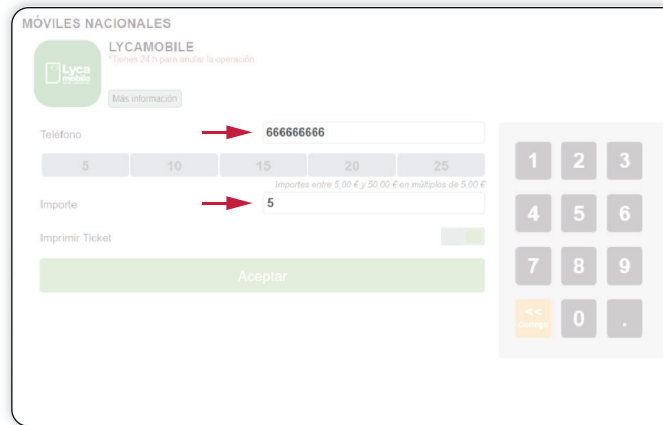 MÓVILES NACIONALES
LYCAMOBILE
*Tienes 24 h para anular la operación
Lyca
mobile
Más información
Teléfono
666666666
5 10 15 20 25
Importes entre 5,00 € y 50,00 € en múltiplos de 5,00 €
Importe
5
Imprimir Ticket
Aceptar
1 2 3
4 5 6
7 8 9
<< 0 .
Corregir